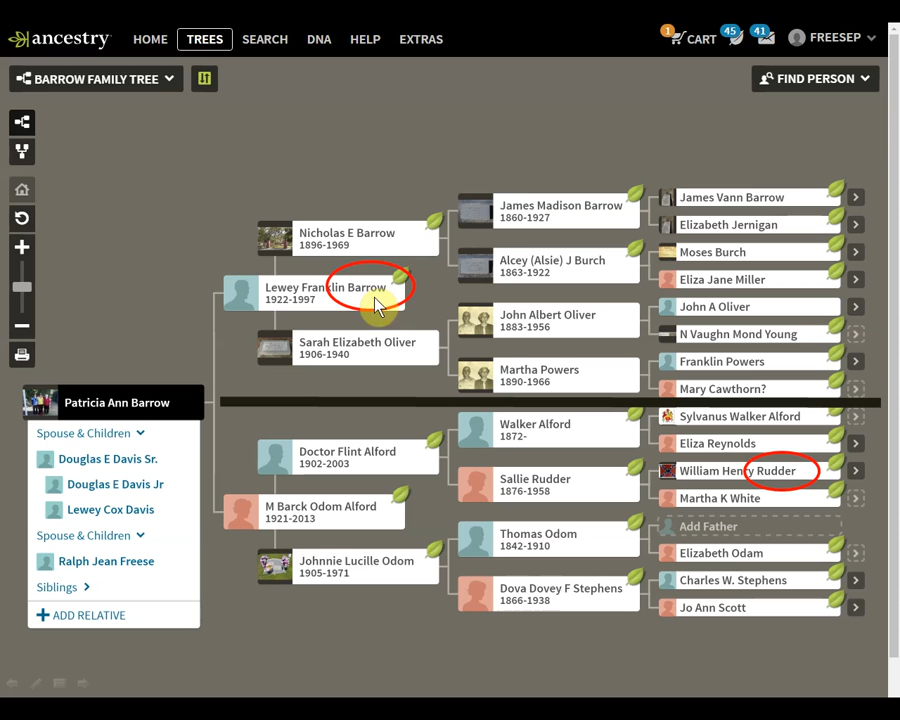 ancestry
HOME
TREES
SEARCH
DNA
HELP
EXTRAS
1
CART
45
41
FREESEP
BARROW FAMILY TREE
FIND PERSON
Patricia Ann Barrow
Spouse & Children
Douglas E Davis Sr.
Douglas E Davis Jr
Lewey Cox Davis
Spouse & Children
Ralph Jean Freese
Siblings
ADD RELATIVE
Nicholas E Barrow
1896-1969
Lewey Franklin Barrow
1922-1997
Sarah Elizabeth Oliver
1906-1940
Doctor Flint Alford
1902-2003
M Barck Odom Alford
1921-2013
Johnnie Lucille Odom
1905-1971
James Madison Barrow
1860-1927
Alcey (Alsie) J Burch
1863-1922
John Albert Oliver
1883-1956
Martha Powers
1890-1966
Walker Alford
1872-
Sallie Rudder
1876-1958
Thomas Odom
1842-1910
Dova Dovey F Stephens
1866-1938
James Vann Barrow
Elizabeth Jernigan
Moses Burch
Eliza Jane Miller
John A Oliver
N Vaughn Mond Young
Franklin Powers
Mary Cawthorn?
Sylvanus Walker Alford
Eliza Reynolds
William Henry Rudder
Martha K White
Add Father
Elizabeth Odam
Charles W. Stephens
Jo Ann Scott